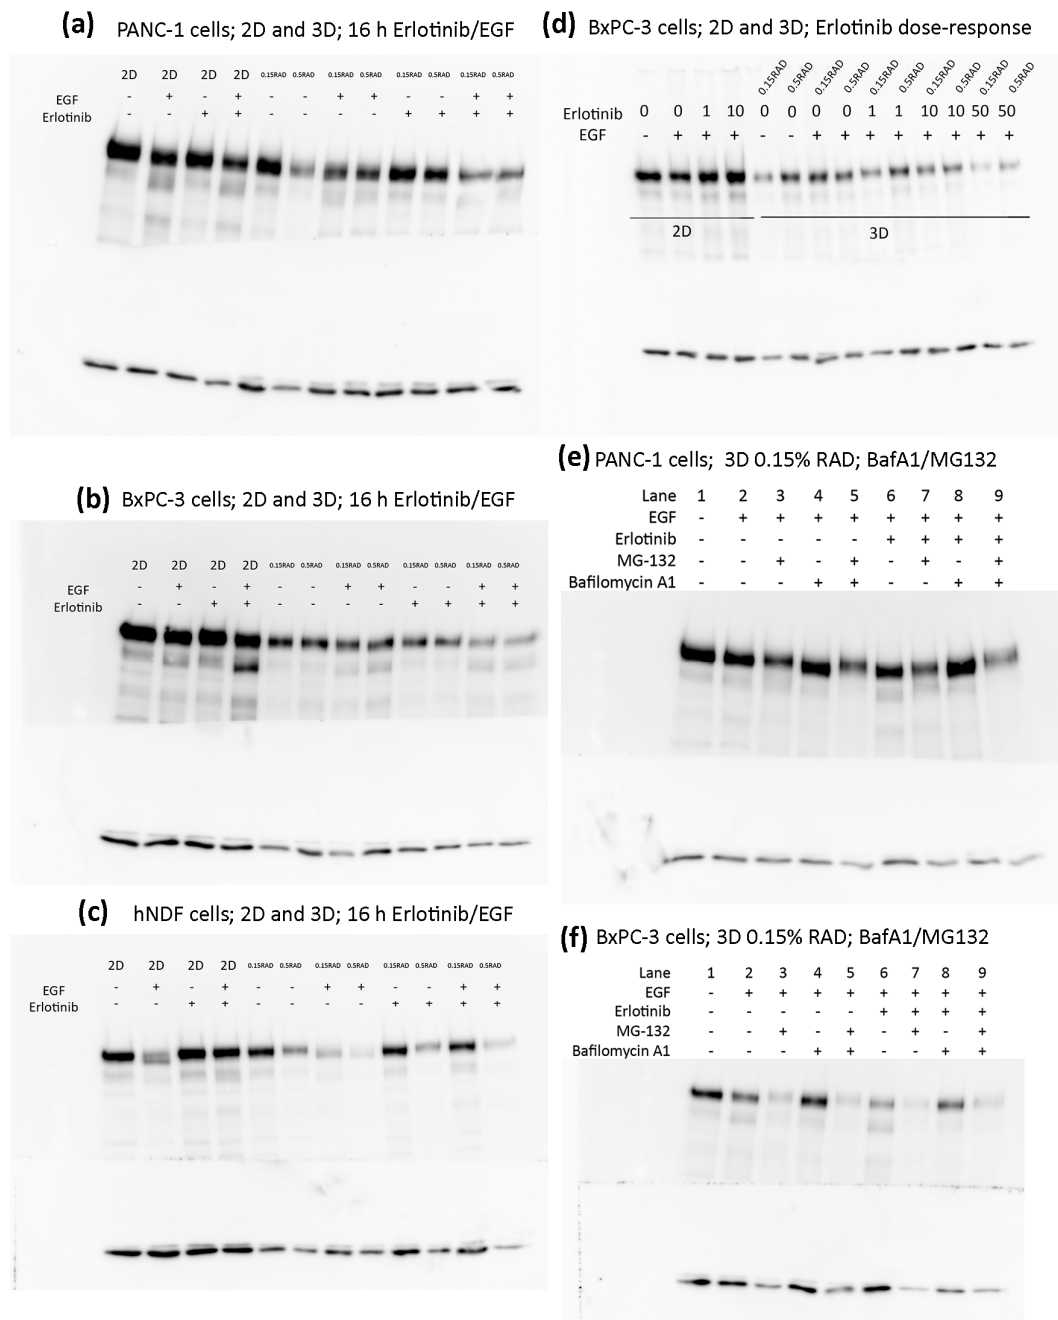 (a) PANC-1 cells; 2D and 3D; 16 h Erlotinib/EGF
2D 2D 2D 2D 0.15RAD 0.5RAD 0.15RAD 0.5RAD 0.15RAD 0.5RAD 0.15RAD 0.5RAD
EGF - + - + - - + + - - + +
Erlotinib - - + + - - - - + + + +
(b) BxPC-3 cells; 2D and 3D; 16 h Erlotinib/EGF
2D 2D 2D 2D 0.15RAD 0.5RAD 0.15RAD 0.5RAD 0.15RAD 0.5RAD 0.15RAD 0.5RAD
EGF - + - + - - + + - - + +
Erlotinib - - + + - - - - + + + +
(c) hNDF cells; 2D and 3D; 16 h Erlotinib/EGF
2D 2D 2D 2D 0.15RAD 0.5RAD 0.15RAD 0.5RAD 0.15RAD 0.5RAD 0.15RAD 0.5RAD
EGF - + - + - - + + - - + +
Erlotinib - - + + - - - - + + + +
(d) BxPC-3 cells; 2D and 3D; Erlotinib dose-response
0.15RAD 0.5RAD 0.15RAD 0.5RAD 0.15RAD 0.5RAD 0.15RAD 0.5RAD 0.15RAD 0.5RAD
Erlotinib 0 0 1 10 0 0 0 0 1 1 10 10 50 50
EGF - + + + - - + + + + + + + +
2D 3D
(e) PANC-1 cells; 3D 0.15% RAD; BafA1/MG132
Lane 1 2 3 4 5 6 7 8 9
EGF - + + + + + + + +
Erlotinib - - - - - + + + +
MG-132 - - + - + - + - +
Bafilomycin A1 - - - + + - - + +
(f) BxPC-3 cells; 3D 0.15% RAD; BafA1/MG132
Lane 1 2 3 4 5 6 7 8 9
EGF - + + + + + + + +
Erlotinib - - - - - + + + +
MG-132 - - + - + - + - +
Bafilomycin A1 - - - + + - - + +